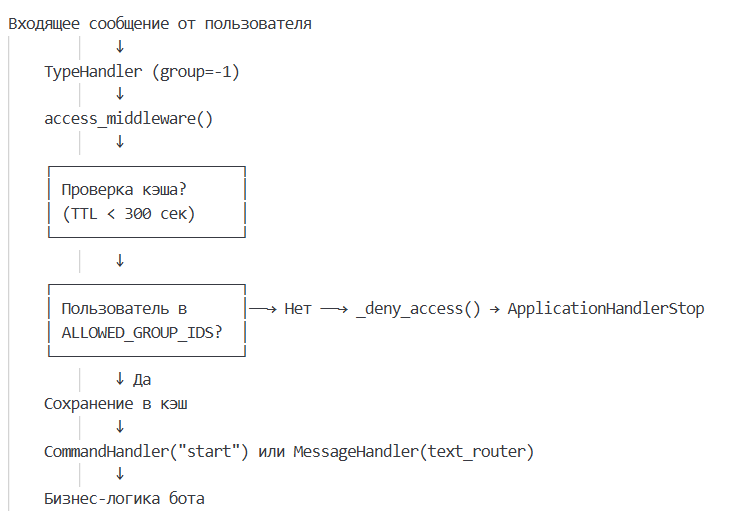 Входящее сообщение от пользователя
↓
TypeHandler (group=-1)
↓
access_middleware()
↓
Проверка кэша?
(TTL < 300 сек)
↓
Пользователь в ──→ Нет ──→ _deny_access() → ApplicationHandlerStop
ALLOWED_GROUP_IDS?
↓ Да
Сохранение в кэш
↓
CommandHandler("start") или MessageHandler(text_router)
↓
Бизнес-логика бота